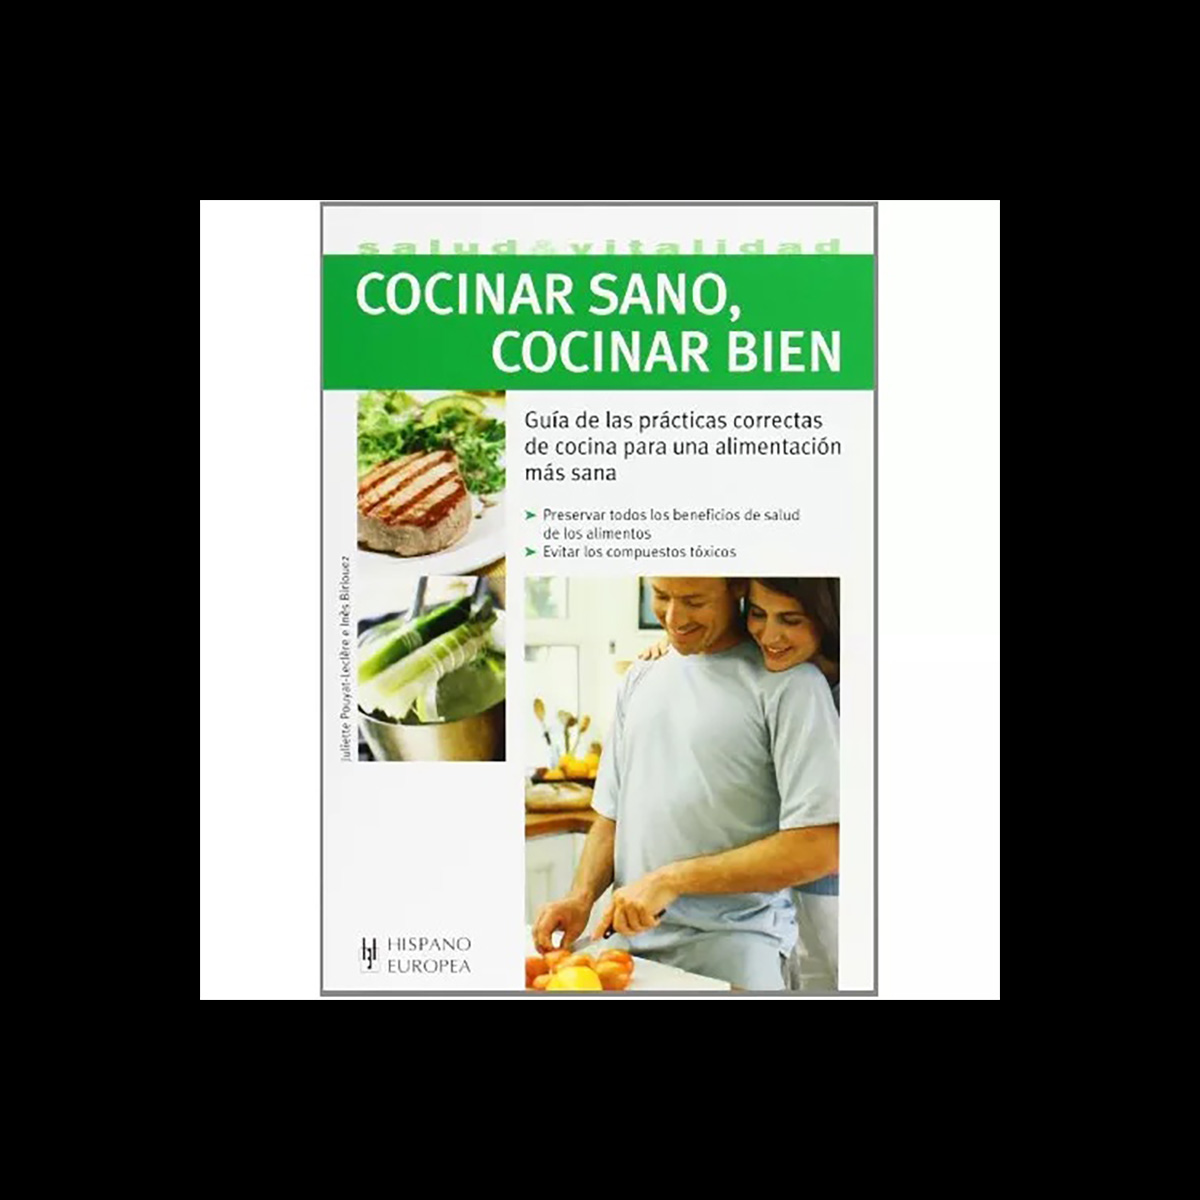 salud & vitalidad
COCINAR SANO,
COCINAR BIEN
Guía de las prácticas correctas
de cocina para una alimentación
más sana
➤ Preservar todos los beneficios de salud
de los alimentos
➤ Evitar los compuestos tóxicos
Juliette Pouyat-Leclère e Inès Birlouez
HISPANO
EUROPEA